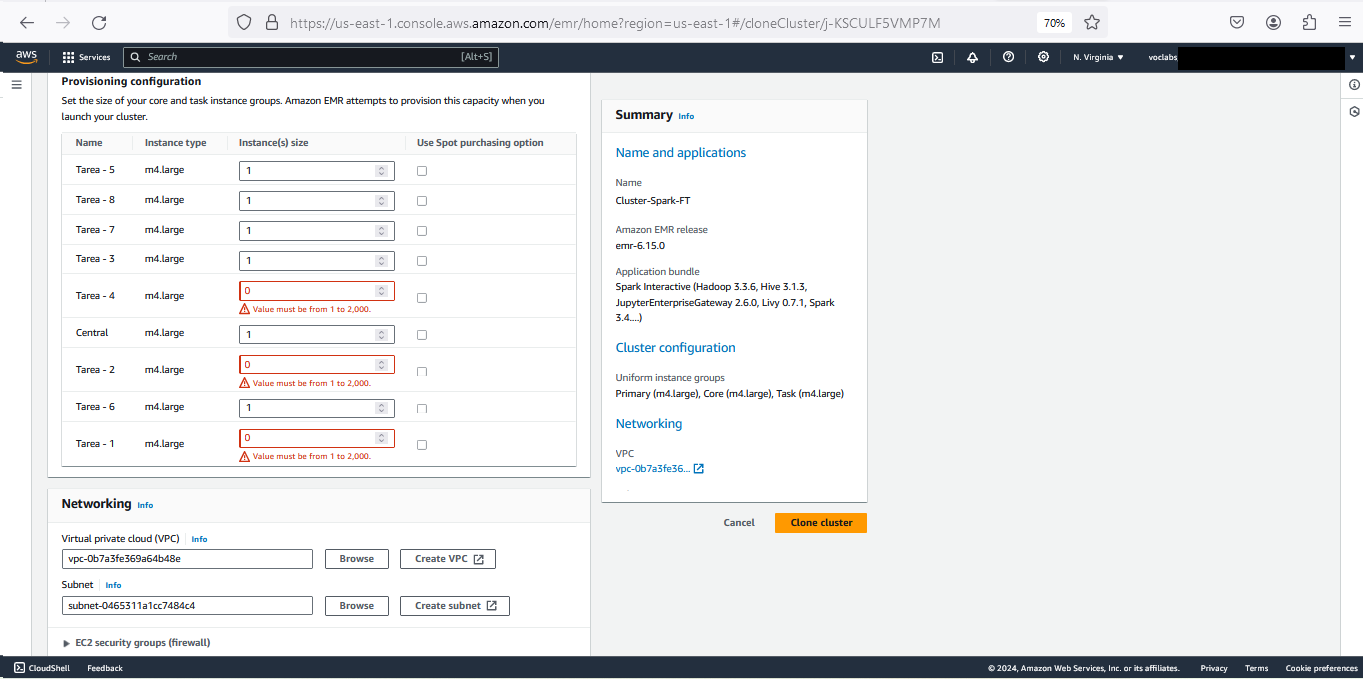 https://us-east-1.console.aws.amazon.com/emr/home?region=us-east-1#/cloneCluster/j-KSCULF5VMP7M
70%
aws
Services
Search
[Alt+S]
N. Virginia
voclabs
Provisioning configuration
Set the size of your core and task instance groups. Amazon EMR attempts to provision this capacity when you
launch your cluster.
Name Instance type Instance(s) size Use Spot purchasing option
Tarea - 5 m4.large 1
Tarea - 8 m4.large 1
Tarea - 7 m4.large 1
Tarea - 3 m4.large 1
Tarea - 4 m4.large 0
Value must be from 1 to 2,000.
Central m4.large 1
Tarea - 2 m4.large 0
Value must be from 1 to 2,000.
Tarea - 6 m4.large 1
Tarea - 1 m4.large 0
Value must be from 1 to 2,000.
Networking Info
Virtual private cloud (VPC) Info
vpc-0b7a3fe369a64b48e Browse Create VPC
Subnet Info
subnet-0465311a1cc7484c4 Browse Create subnet
EC2 security groups (firewall)
Summary Info
Name and applications
Name
Cluster-Spark-FT
Amazon EMR release
emr-6.15.0
Application bundle
Spark Interactive (Hadoop 3.3.6, Hive 3.1.3,
JupyterEnterpriseGateway 2.6.0, Livy 0.7.1, Spark
3.4....)
Cluster configuration
Uniform instance groups
Primary (m4.large), Core (m4.large), Task (m4.large)
Networking
VPC
vpc-0b7a3fe36...
Cancel Clone cluster
CloudShell Feedback © 2024, Amazon Web Services, Inc. or its affiliates. Privacy Terms Cookie preferences